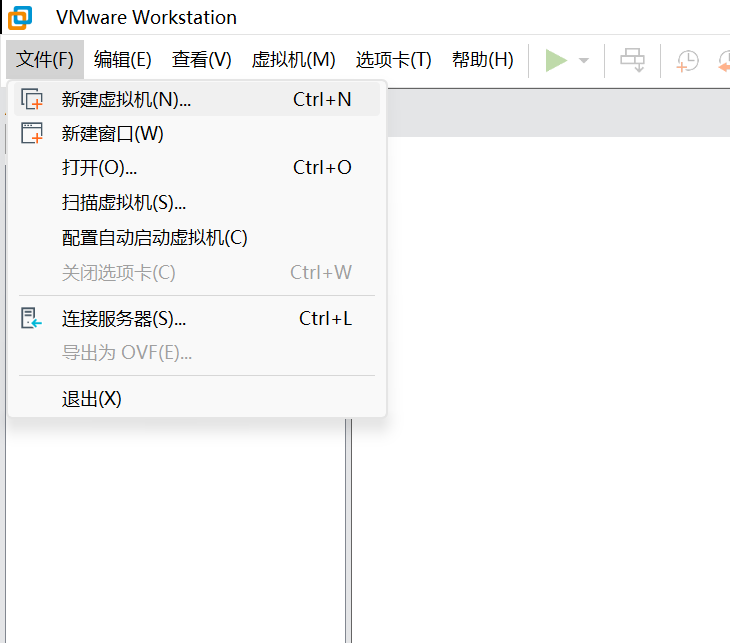 VMware Workstation
文件(F) 编辑(E) 查看(V) 虚拟机(M) 选项卡(T) 帮助(H)
新建虚拟机(N)... Ctrl+N
新建窗口(W)
打开(O)... Ctrl+O
扫描虚拟机(S)...
配置自动启动虚拟机(C)
关闭选项卡(C) Ctrl+W
连接服务器(S)... Ctrl+L
导出为 OVF(E)...
退出(X)